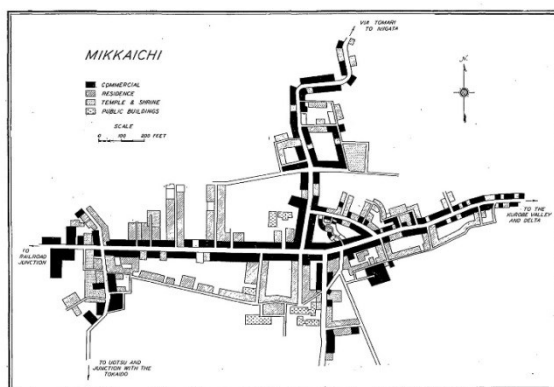 VIA TOMARI
TO NIIGATA
MIKKAICHI
COMMERCIAL
RESIDENCE
TEMPLE & SHRINE
PUBLIC BUILDINGS
SCALE
0 100 200 FEET
N
TO THE
KUROBE VALLEY
AND DELTA
TO
RAILROAD
JUNCTION
TO UOTSU AND
JUNCTION WITH THE
TOKAIDO